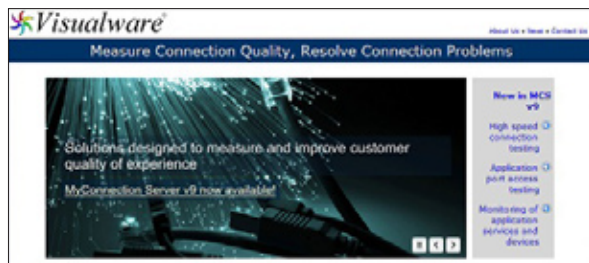 Visualware®
About Us • News • Contact Us
Measure Connection Quality, Resolve Connection Problems
Solutions designed to measure and improve customer
quality of experience
MyConnection Server v9 now available!
New in MCS
v9
High speed
connection
testing
Application
port access
testing
Monitoring of
application
services and
devices